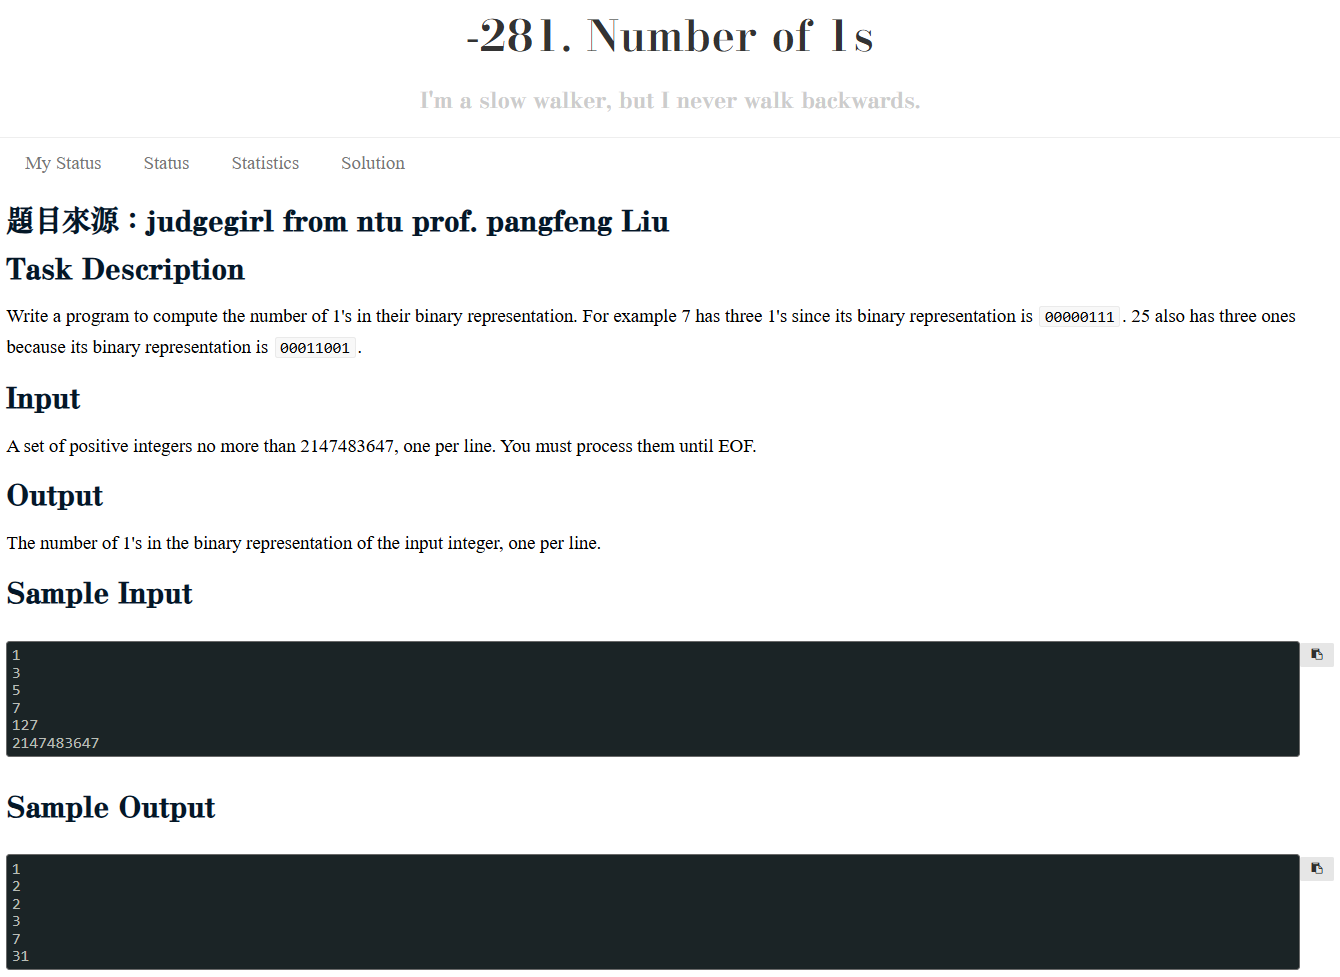 -281. Number of 1s
I'm a slow walker, but I never walk backwards.
My Status Status Statistics Solution
題目來源：judgegirl from ntu prof. pangfeng Liu
Task Description
Write a program to compute the number of 1's in their binary representation. For example 7 has three 1's since its binary representation is 00000111 . 25 also has three ones
because its binary representation is 00011001 .
Input
A set of positive integers no more than 2147483647, one per line. You must process them until EOF.
Output
The number of 1's in the binary representation of the input integer, one per line.
Sample Input
1
3
5
7
127
2147483647
Sample Output
1
2
2
3
7
31